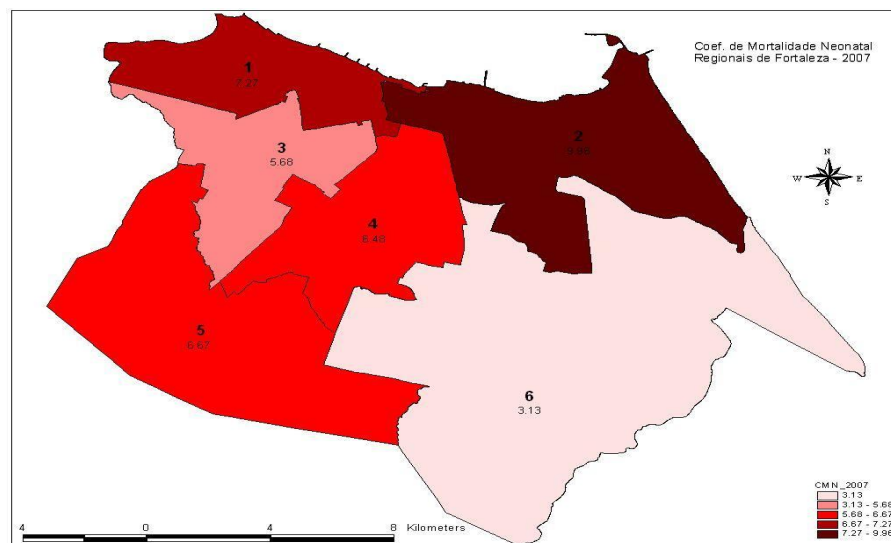 Coef. de Mortalidade Neonatal
Regionais de Fortaleza - 2007
1
7.27
2
3
5.68
4
6.46
5
6.67
6
3.13
N
W E
S
CMN_2007
3.13
3.13 - 5.68
5.68 - 6.67
6.67 - 7.27
7.27 - 9.96
4 0 4 8 Kilometers